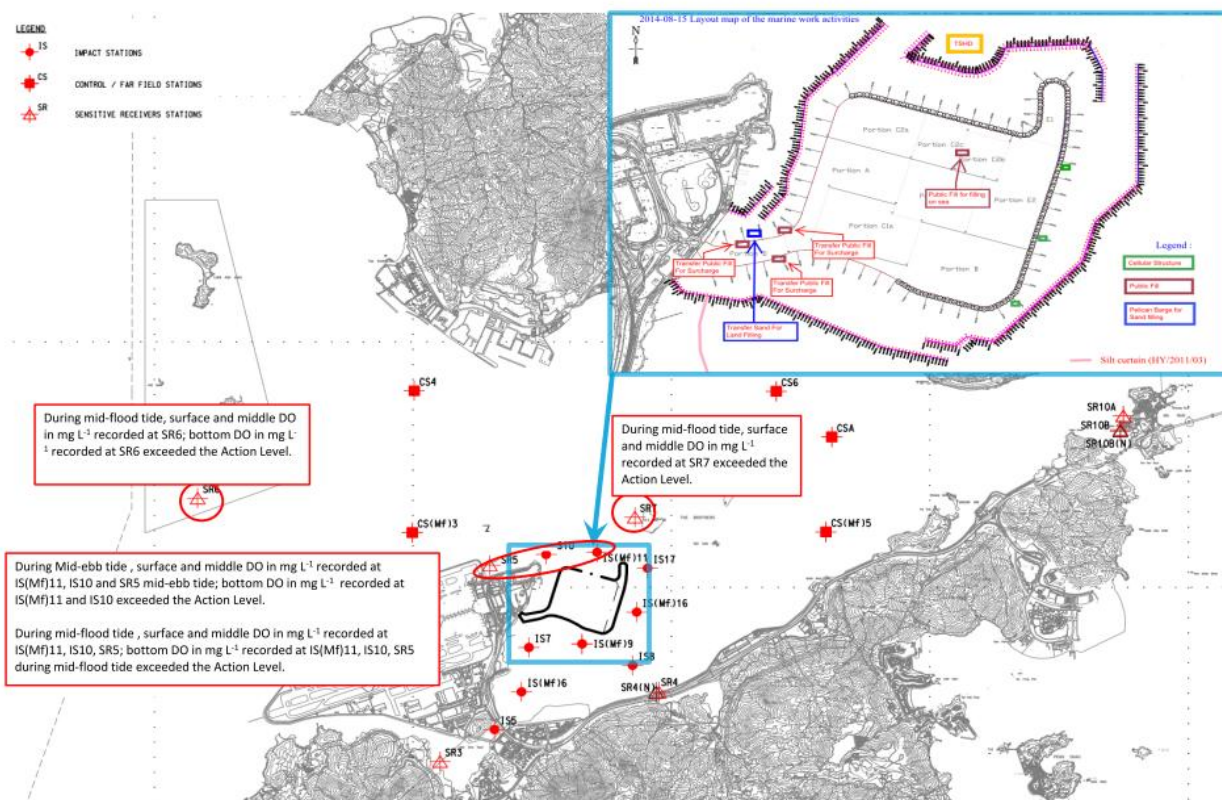 LEGEND
IS
IMPACT STATIONS
CS
CONTROL / FAR FIELD STATIONS
SR
SENSITIVE RECEIVERS STATIONS
2014-08-15 Layout map of the marine work activities
N
TSHD
C1
Portion C2a
Portion C2c
Portion C2b
Portion A
Public Fill for filling
on sea
Portion E2
Portion C1a
Transfer Public Fill
For Surcharge
Transfer Public Fill
For Surcharge
Transfer Public Fill
For Surcharge
Portion B
Transfer Sand For
Land Filling
Legend :
Cellular Structure
Public Fill
Pelican Barge for
Sand filling
Silt curtain (HY/2011/03)
CS4
CS6
CSA
SR10A
SR10B
SR10B(N)
During mid-flood tide, surface and middle DO
in mg L-1 recorded at SR6; bottom DO in mg L-
1 recorded at SR6 exceeded the Action Level.
During mid-flood tide, surface
and middle DO in mg L-1
recorded at SR7 exceeded the
Action Level.
SR6
SR7
CS(Mf)3
CS(Mf)5
SR5
IS10
IS(Mf)11
IS17
During Mid-ebb tide , surface and middle DO in mg L-1 recorded at
IS(Mf)11, IS10 and SR5 mid-ebb tide; bottom DO in mg L-1 recorded at
IS(Mf)11 and IS10 exceeded the Action Level.
During mid-flood tide , surface and middle DO in mg L-1 recorded at
IS(Mf)11, IS10, SR5; bottom DO in mg L-1 recorded at IS(Mf)11, IS10, SR5
during mid-flood tide exceeded the Action Level.
IS(Mf)16
IS7
IS(Mf)9
IS8
IS(Mf)6
SR4(N)
SR4
IS5
SR3